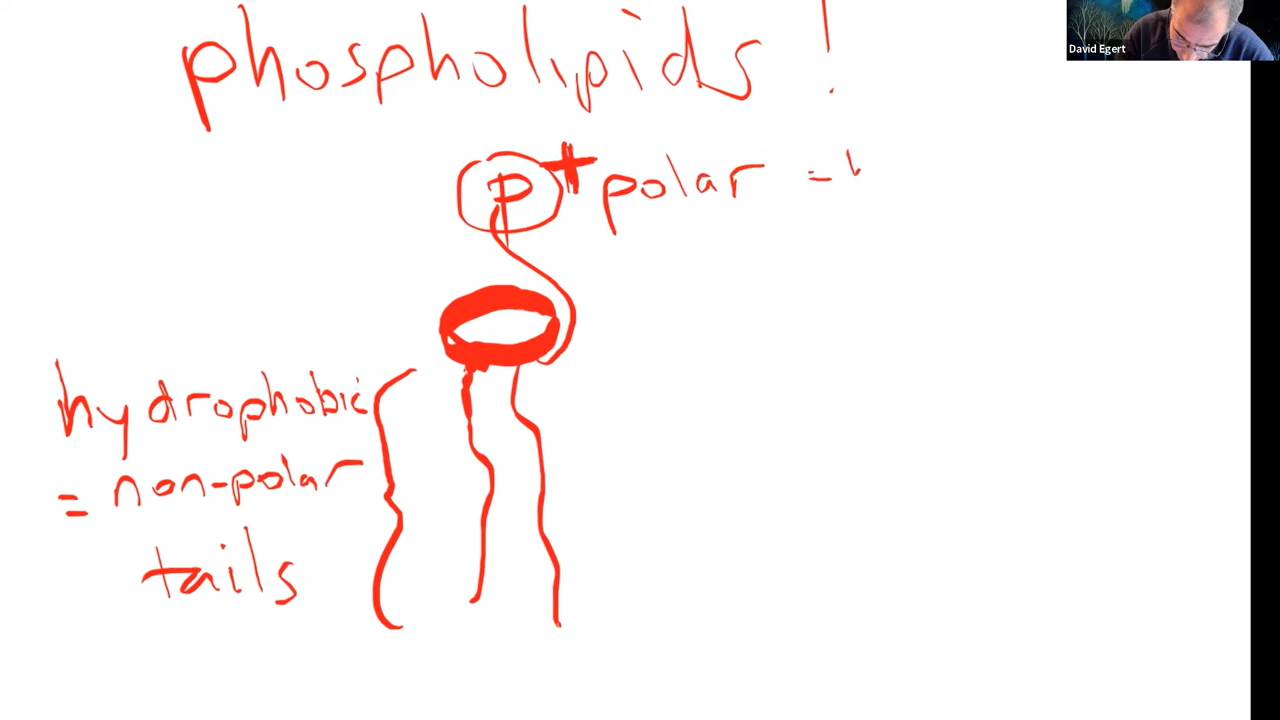 David Egert
phospholipids!
P + polar =
hydrophobic
= non-polar
tails